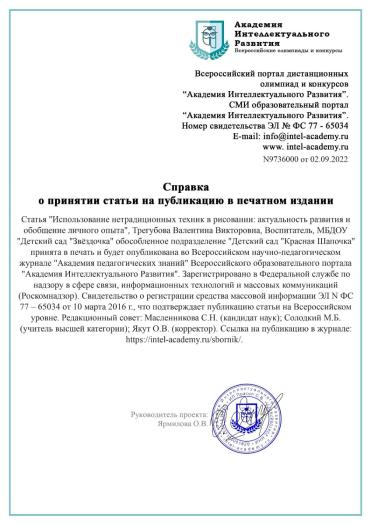 Академия
Интеллектуального
Развития
Всероссийские олимпиады и конкурсы
Всероссийский портал дистанционных
олимпиад и конкурсов
“Академия Интеллектуального Развития”.
СМИ образовательный портал
“Академия Интеллектуального Развития”.
Номер свидетельства ЭЛ № ФС 77 - 65034
E-mail: info@intel-academy.ru
www. intel-academy.ru
N9736000 от 02.09.2022
Справка
о принятии статьи на публикацию в печатном издании
Статья "Использование нетрадиционных техник в рисовании: актуальность развития и
обобщение личного опыта", Трегубова Валентина Викторовна, Воспитатель, МБДОУ
"Детский сад "Звёздочка" обособленное подразделение "Детский сад "Красная Шапочка"
принята в печать и будет опубликована во Всероссийском научно-педагогическом
журнале "Академия педагогических знаний" Всероссийского образовательного портала
"Академия Интеллектуального Развития". Зарегистрировано в Федеральной службе по
надзору в сфере связи, информационных технологий и массовых коммуникаций
(Роскомнадзор). Свидетельство о регистрации средства массовой информации ЭЛ N ФС
77 – 65034 от 10 марта 2016 г., что подтверждает публикацию статьи на Всероссийском
уровне. Редакционный совет: Масленникова С.Н. (кандидат наук); Солодкий М.Б.
(учитель высшей категории); Якут О.В. (корректор). Ссылка на публикацию в журнале:
https://intel-academy.ru/sbornik/.
Руководитель проекта:
Ярмилова О.В.